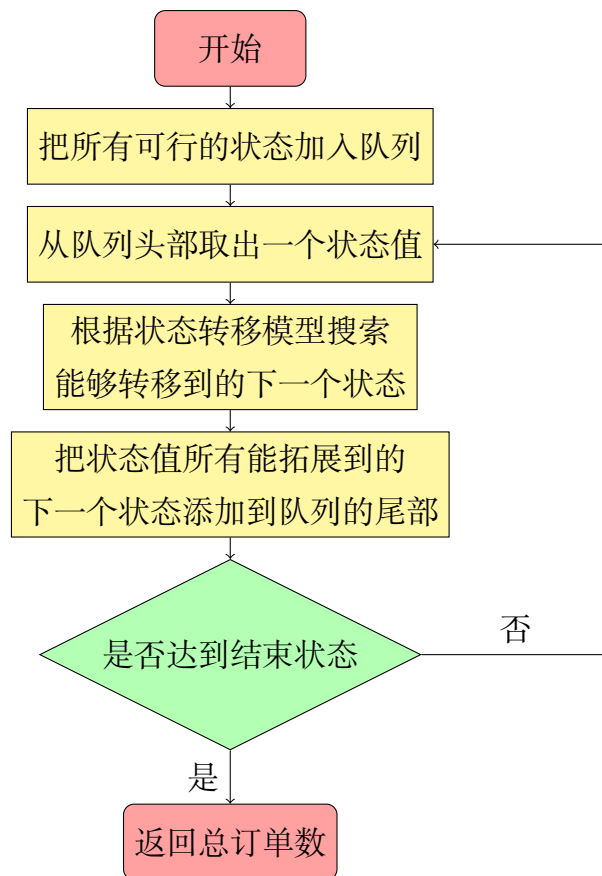 开始
把所有可行的状态加入队列
从队列头部取出一个状态值
根据状态转移模型搜索
能够转移到的下一个状态
把状态值所有能拓展到的
下一个状态添加到队列的尾部
是否达到结束状态
否
是
返回总订单数